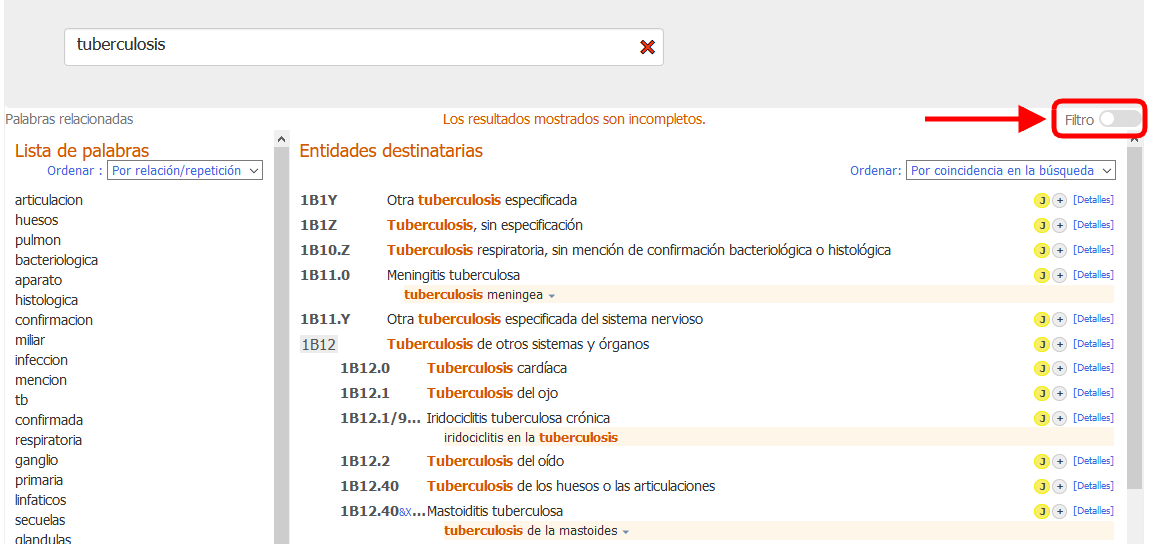 tuberculosis
Palabras relacionadas
Los resultados mostrados son incompletos.
Filtro
Lista de palabras
Ordenar : Por relación/repetición
articulacion
huesos
pulmon
bacteriologica
aparato
histologica
confirmacion
miliar
infeccion
mencion
tb
confirmada
respiratoria
ganglio
primaria
linfaticos
secuelas
glandulas
Entidades destinatarias
Ordenar: Por coincidencia en la búsqueda
1B1Y Otra tuberculosis especificada J + [Detalles]
1B1Z Tuberculosis, sin especificación J + [Detalles]
1B10.Z Tuberculosis respiratoria, sin mención de confirmación bacteriológica o histológica J + [Detalles]
1B11.0 Meningitis tuberculosa J + [Detalles]
tuberculosis meningea
1B11.Y Otra tuberculosis especificada del sistema nervioso J + [Detalles]
1B12 Tuberculosis de otros sistemas y órganos J + [Detalles]
1B12.0 Tuberculosis cardíaca J + [Detalles]
1B12.1 Tuberculosis del ojo J + [Detalles]
1B12.1/9... Iridociclitis tuberculosa crónica J + [Detalles]
iridociclitis en la tuberculosis
1B12.2 Tuberculosis del oído J + [Detalles]
1B12.40 Tuberculosis de los huesos o las articulaciones J + [Detalles]
1B12.40&X... Mastoiditis tuberculosa J + [Detalles]
tuberculosis de la mastoides